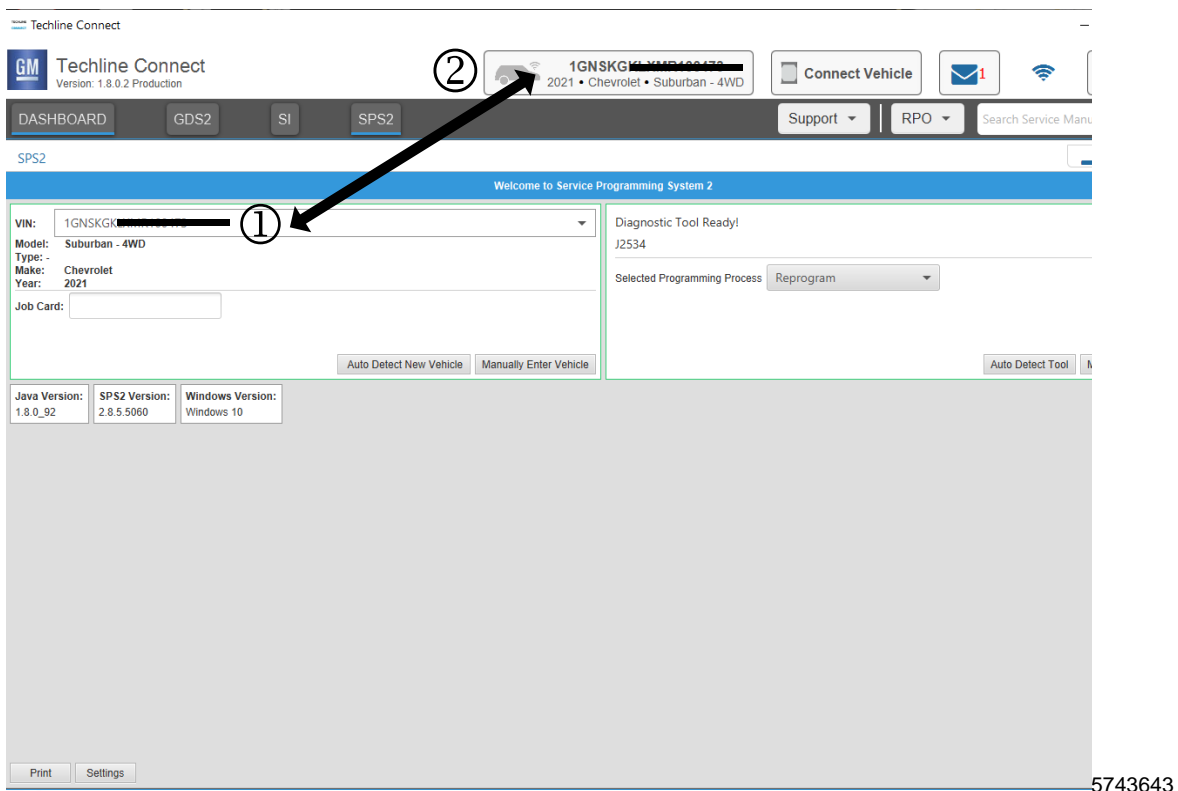 Techline Connect
GM
Techline Connect
Version: 1.8.0.2 Production
②
1GNSKG
2021 • Chevrolet • Suburban - 4WD
Connect Vehicle
1
DASHBOARD GDS2 SI SPS2
Support RPO Search Service Manu
SPS2
Welcome to Service Programming System 2
VIN: 1GNSKGK
①
Model: Suburban - 4WD
Type: -
Make: Chevrolet
Year: 2021
Job Card:
Auto Detect New Vehicle Manually Enter Vehicle
Diagnostic Tool Ready!
J2534
Selected Programming Process Reprogram
Auto Detect Tool
Java Version:
1.8.0_92
SPS2 Version:
2.8.5.5060
Windows Version:
Windows 10
Print Settings
5743643